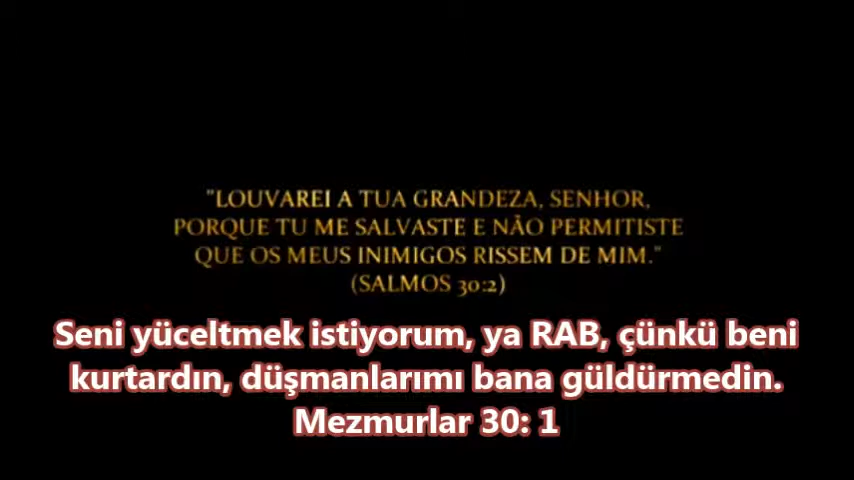 "LOUVAREI A TUA GRANDEZA, SENHOR,
PORQUE TU ME SALVASTE E NÃO PERMITISTE
QUE OS MEUS INIMIGOS RISSEM DE MIM."
(SALMOS 30:2)
Seni yüceltmek istiyorum, ya RAB, çünkü beni
kurtardın, düşmanlarımı bana güldürmedin.
Mezmurlar 30: 1